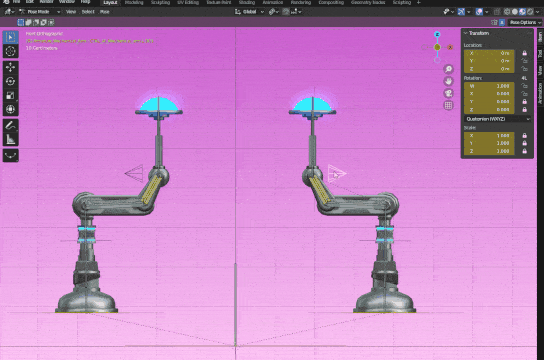 File Edit Render Window Help Layout Modeling Sculpting UV Editing Texture Paint Shading Animation Rendering Compositing Geometry Nodes Scripting +
Pose Mode View Select Pose Global
Pose Options
Front Orthographic
10 Centimeters
Transform
Location:
X 0 m
Y 0 m
Z 0 m
Rotation: 4L
W 1.000
X 0.000
Y 0.000
Z 0.000
Quaternion (WXYZ)
Scale:
X 1.000
Y 1.000
Z 1.000
Item
Tool
View
Animation